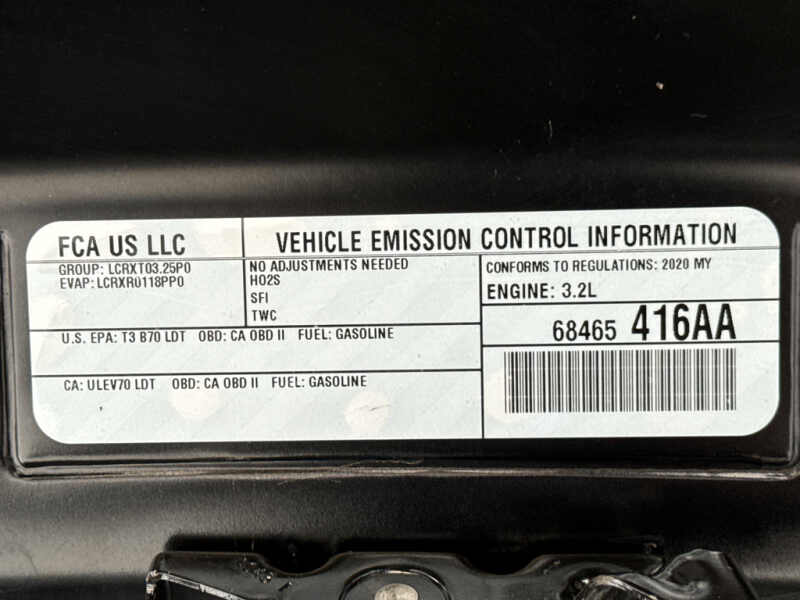 FCA US LLC
VEHICLE EMISSION CONTROL INFORMATION
GROUP: LCRXT03.25P0
EVAP: LCRXR0118PP0
NO ADJUSTMENTS NEEDED
HO2S
SFI
TWC
CONFORMS TO REGULATIONS: 2020 MY
ENGINE: 3.2L
U.S. EPA: T3 B70 LDT OBD: CA OBD II FUEL: GASOLINE
68465 416AA
CA: ULEV70 LDT OBD: CA OBD II FUEL: GASOLINE